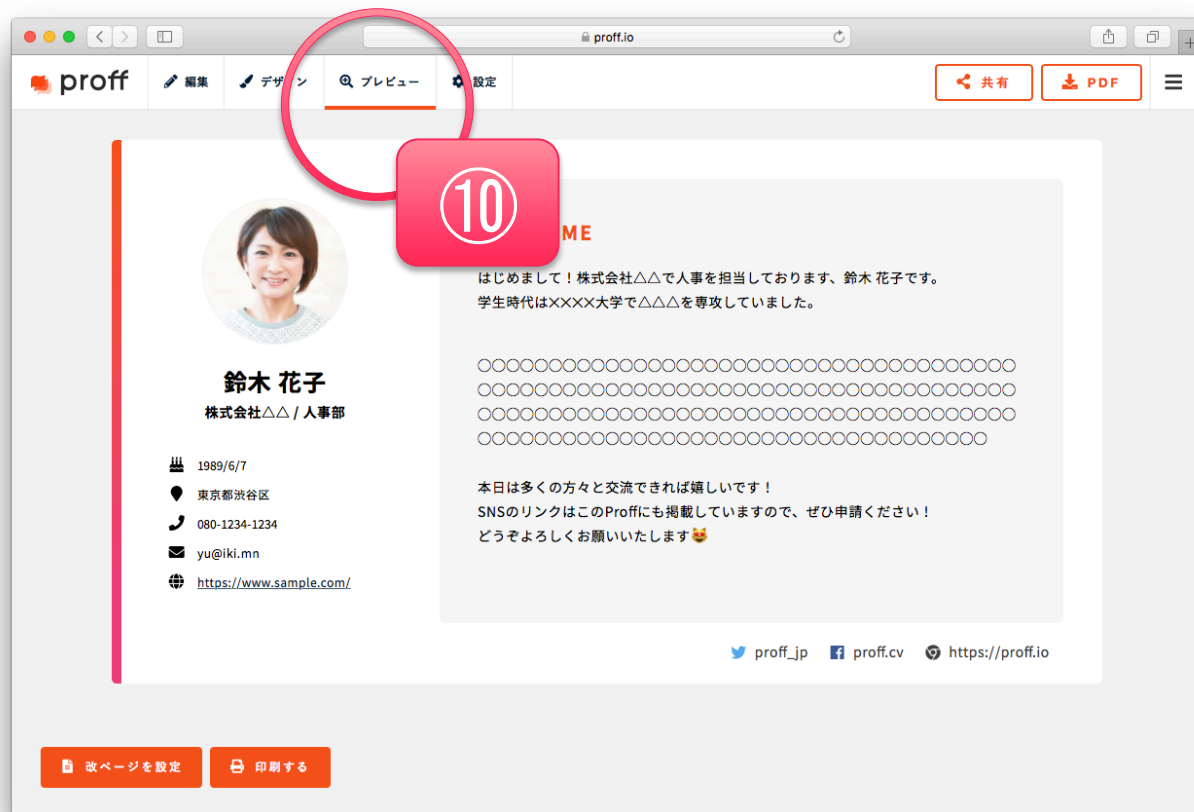 proff.io
proff
編集
デザイン
プレビュー
設定
共有
PDF
⑩
ME
はじめまして！株式会社△△で人事を担当しております、鈴木 花子です。
学生時代は××××大学で△△△を専攻していました。
○○○○○○○○○○○○○○○○○○○○○○○○○○○○○○○○○○○○○○
○○○○○○○○○○○○○○○○○○○○○○○○○○○○○○○○○○○○○○
○○○○○○○○○○○○○○○○○○○○○○○○○○○○○○○○○○○○○○
○○○○○○○○○○○○○○○○○○○○○○○○○○○○○○○○○○○○
本日は多くの方々と交流できれば嬉しいです！
SNSのリンクはこのProffにも掲載していますので、ぜひ申請ください！
どうぞよろしくお願いいたします😻
鈴木 花子
株式会社△△ / 人事部
1989/6/7
東京都渋谷区
080-1234-1234
yu@iki.mn
https://www.sample.com/
proff_jp
proff.cv
https://proff.io
改ページを設定
印刷する